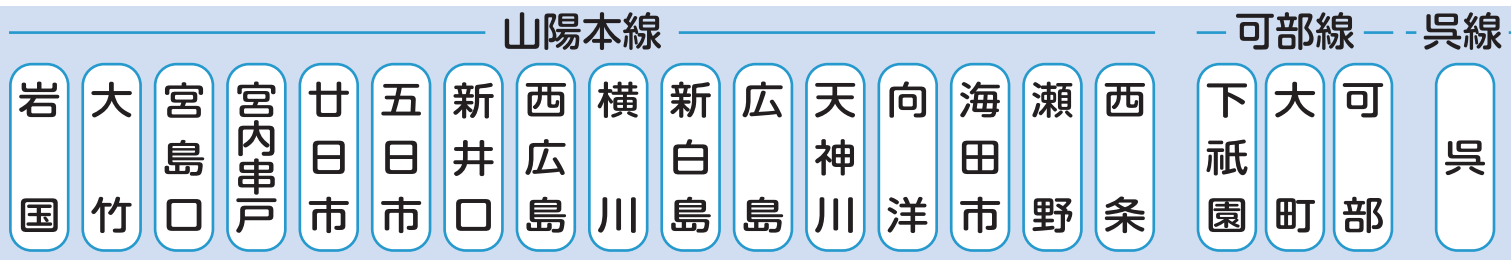 山陽本線
岩国
大竹
宮島口
宮内串戸
廿日市
五日市
新井口
西広島
横川
新白島
広島
天神川
向洋
海田市
瀬野
西条
可部線
下祇園
大町
可部
呉線
呉